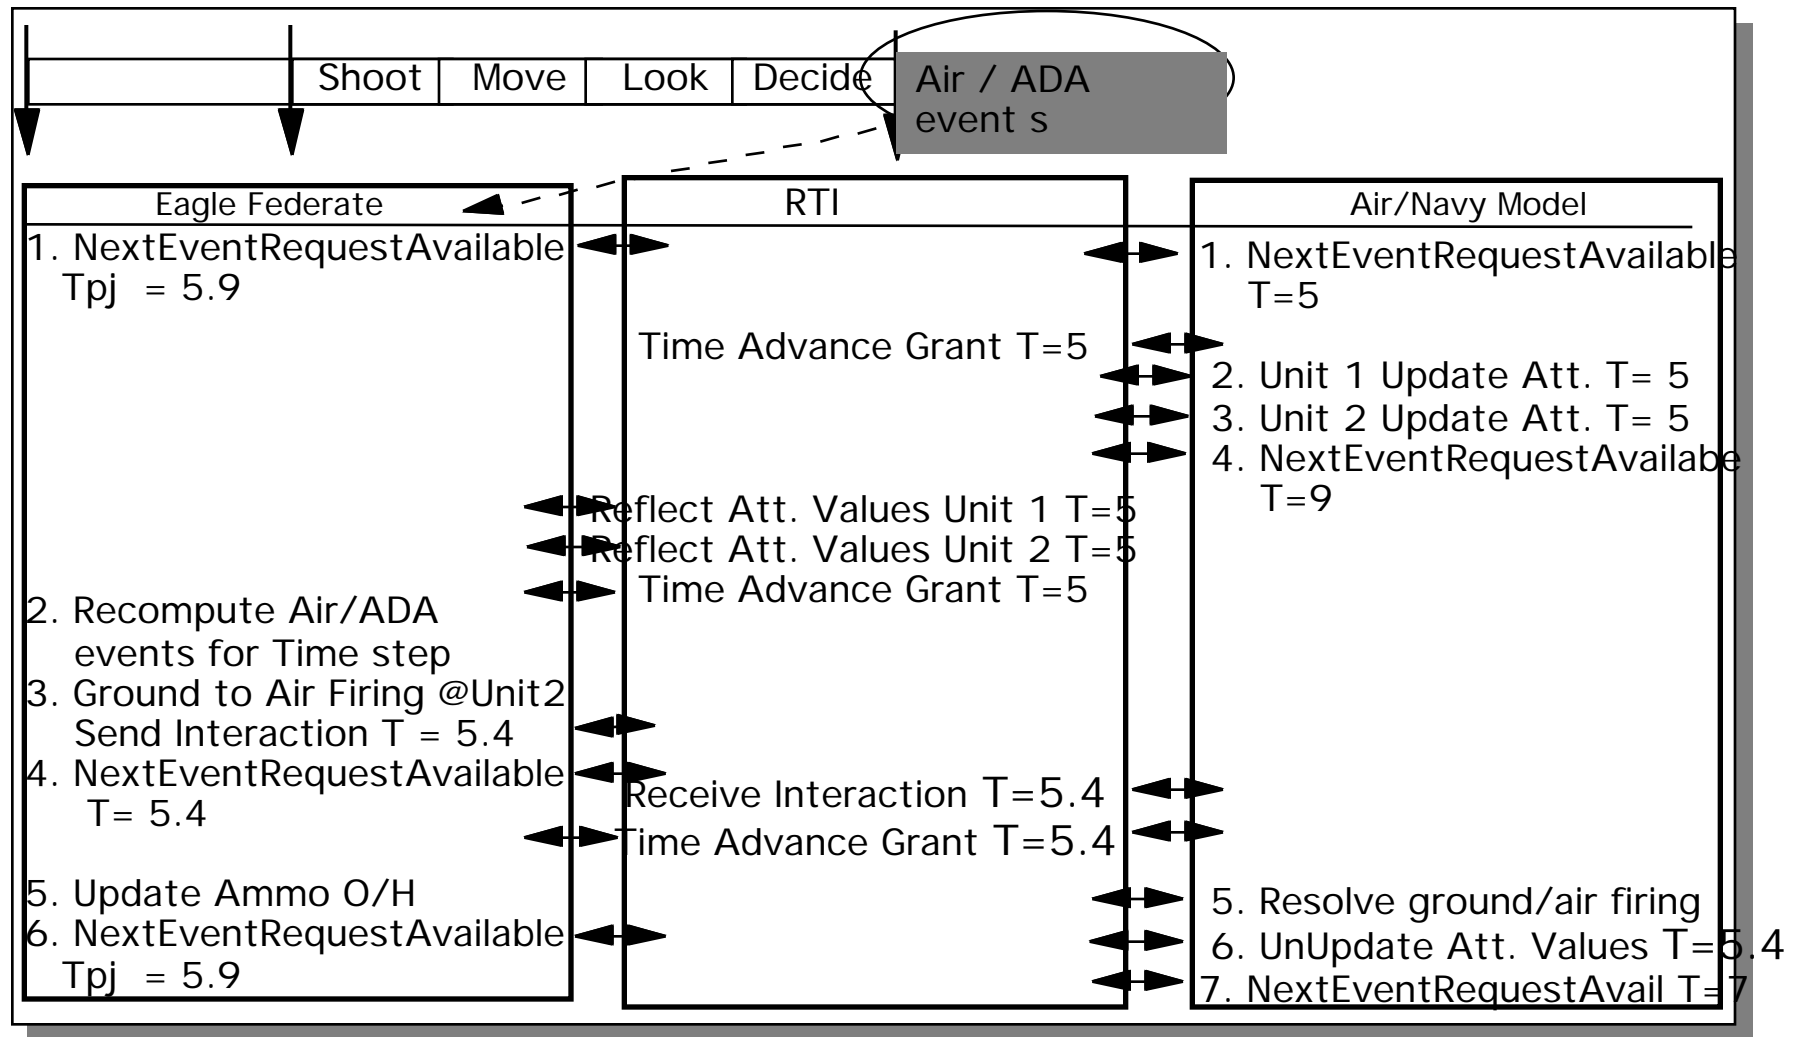 Shoot Move Look Decide Air / ADA
event s
Eagle Federate
1. NextEventRequestAvailable
Tpj = 5.9
2. Recompute Air/ADA
events for Time step
3. Ground to Air Firing @Unit2
Send Interaction T = 5.4
4. NextEventRequestAvailable
T= 5.4
5. Update Ammo O/H
6. NextEventRequestAvailable
Tpj = 5.9
RTI
Time Advance Grant T=5
Reflect Att. Values Unit 1 T=5
Reflect Att. Values Unit 2 T=5
Time Advance Grant T=5
Receive Interaction T=5.4
Time Advance Grant T=5.4
Air/Navy Model
1. NextEventRequestAvailable
T=5
2. Unit 1 Update Att. T= 5
3. Unit 2 Update Att. T= 5
4. NextEventRequestAvailabe
T=9
5. Resolve ground/air firing
6. UnUpdate Att. Values T=5.4
7. NextEventRequestAvail T=7